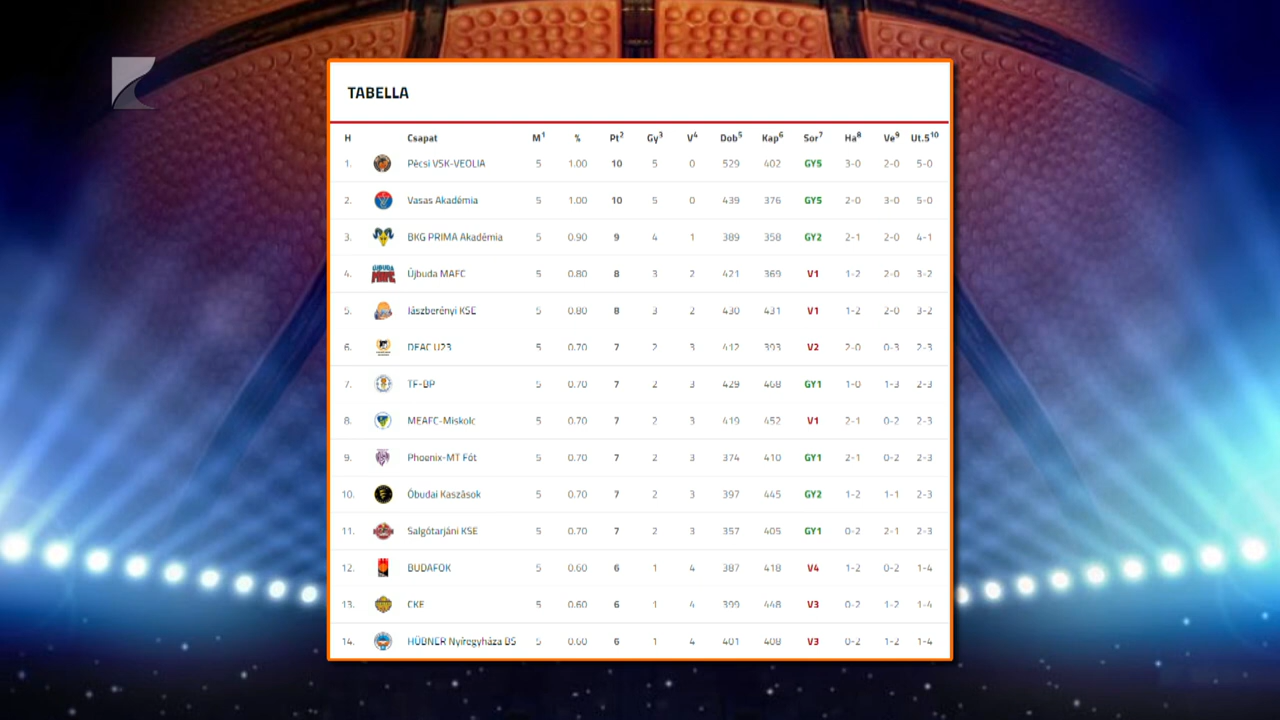 TABELLA
H Csapat M1 % Pt2 Gy3 V4 Dob5 Kap6 Sor7 Ha8 Ve9 Ut.510
1. Pécsi VSK-VEOLIA 5 1.00 10 5 0 529 402 GY5 3-0 2-0 5-0
2. Vasas Akadémia 5 1.00 10 5 0 439 376 GY5 2-0 3-0 5-0
3. BKG PRIMA Akadémia 5 0.90 9 4 1 389 358 GY2 2-1 2-0 4-1
4. Újbuda MAFC 5 0.80 8 3 2 421 369 V1 1-2 2-0 3-2
5. Jászberényi KSE 5 0.80 8 3 2 430 431 V1 1-2 2-0 3-2
6. DEAC U23 5 0.70 7 2 3 412 393 V2 2-0 0-3 2-3
7. TF-BP 5 0.70 7 2 3 429 468 GY1 1-0 1-3 2-3
8. MEAFC-Miskolc 5 0.70 7 2 3 419 452 V1 2-1 0-2 2-3
9. Phoenix-MT Fót 5 0.70 7 2 3 374 410 GY1 2-1 0-2 2-3
10. Óbudai Kaszások 5 0.70 7 2 3 397 445 GY2 1-2 1-1 2-3
11. Salgótarjáni KSE 5 0.70 7 2 3 357 405 GY1 0-2 2-1 2-3
12. BUDAFOK 5 0.60 6 1 4 387 418 V4 1-2 0-2 1-4
13. CKE 5 0.60 6 1 4 399 448 V3 0-2 1-2 1-4
14. HÜBNER Nyíregyháza BS 5 0.60 6 1 4 401 408 V3 0-2 1-2 1-4